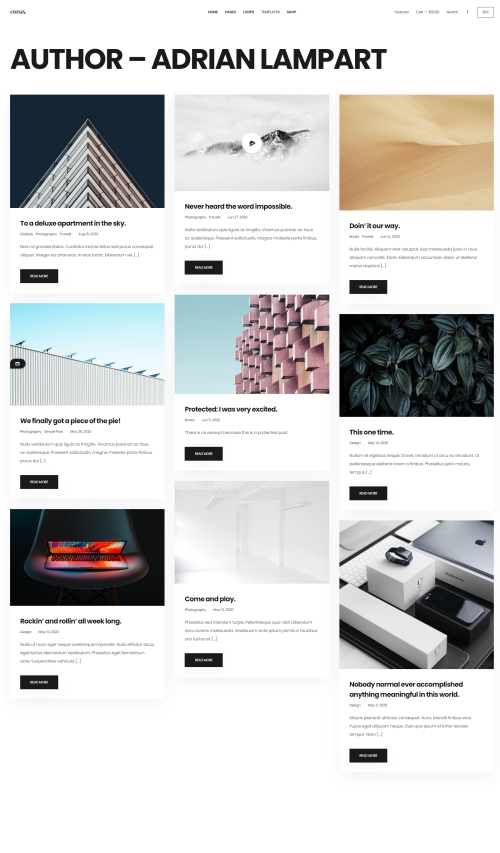 OMNIX.
HOME PAGES LOOPS TEMPLATES SHOP
Features Cart — $120.00 Search BUY
AUTHOR – ADRIAN LAMPART
To a deluxe apartment in the sky.
Lifestyle Photography Travels
Nam id gravida libero. Curabitur lacinia tellus sed purus consequat
aliquet. Integer eu ante eros. In eros tortor, bibendum vel [...]
READ MORE
We finally got a piece of the pie!
Photography Simple Post May 26, 2020
Nulla vestibulum quis ligula at fringilla. Vivamus pulvinar ac risus
ac scelerisque. Praesent sollicitudin, magna molestie porta finibus,
purus dui [...]
READ MORE
Rockin' and rollin' all week long.
Design May 12, 2020
Nulla ut nunc eget neque scelerisque imperdiet. Nulla efficitur lacus
eget lectus elementum vestibulum. Phasellus eget fermentum
ante. Suspendisse vehicula [...]
READ MORE
Never heard the word impossible.
Photography Travels Jun 27, 2020
Nulla vestibulum quis ligula at fringilla. Vivamus pulvinar ac risus
ac scelerisque. Praesent sollicitudin, magna molestie porta finibus,
purus dui [...]
READ MORE
Protected: I was very excited.
Books Jun 5, 2020
There is no excerpt because this is a protected post.
READ MORE
Come and play.
Photography May 13, 2020
Phasellus sed interdum turpis. Pellentesque quis nibh bibendum
arcu viverra malesuada. Vestibulum ante ipsum primis in faucibus
orci luctus et [...]
READ MORE
Doin' it our way.
Books Travels Jun 14, 2020
Nulla facilisi. Aliquam erat volutpat. Sed malesuada justo in risus
aliquam convallis. Etiam bibendum accumsan dolor, ut eleifend
metus dapibus [...]
READ MORE
This one time.
Design May 14, 2020
Nullam et egestas neque. Donec tincidunt ut arcu eu tincidunt. Ut
pellentesque eleifend lorem a finibus. Phasellus justo mauris,
tempus [...]
READ MORE
Nobody normal ever accomplished
anything meaningful in this world.
Design May 3, 2020
Mauris placerat ultricies consequat. Nunc blandit finibus eros.
Fusce eget aliquam neque. Duis quis ipsum id tortor laoreet
tempor. Nam [...]
READ MORE